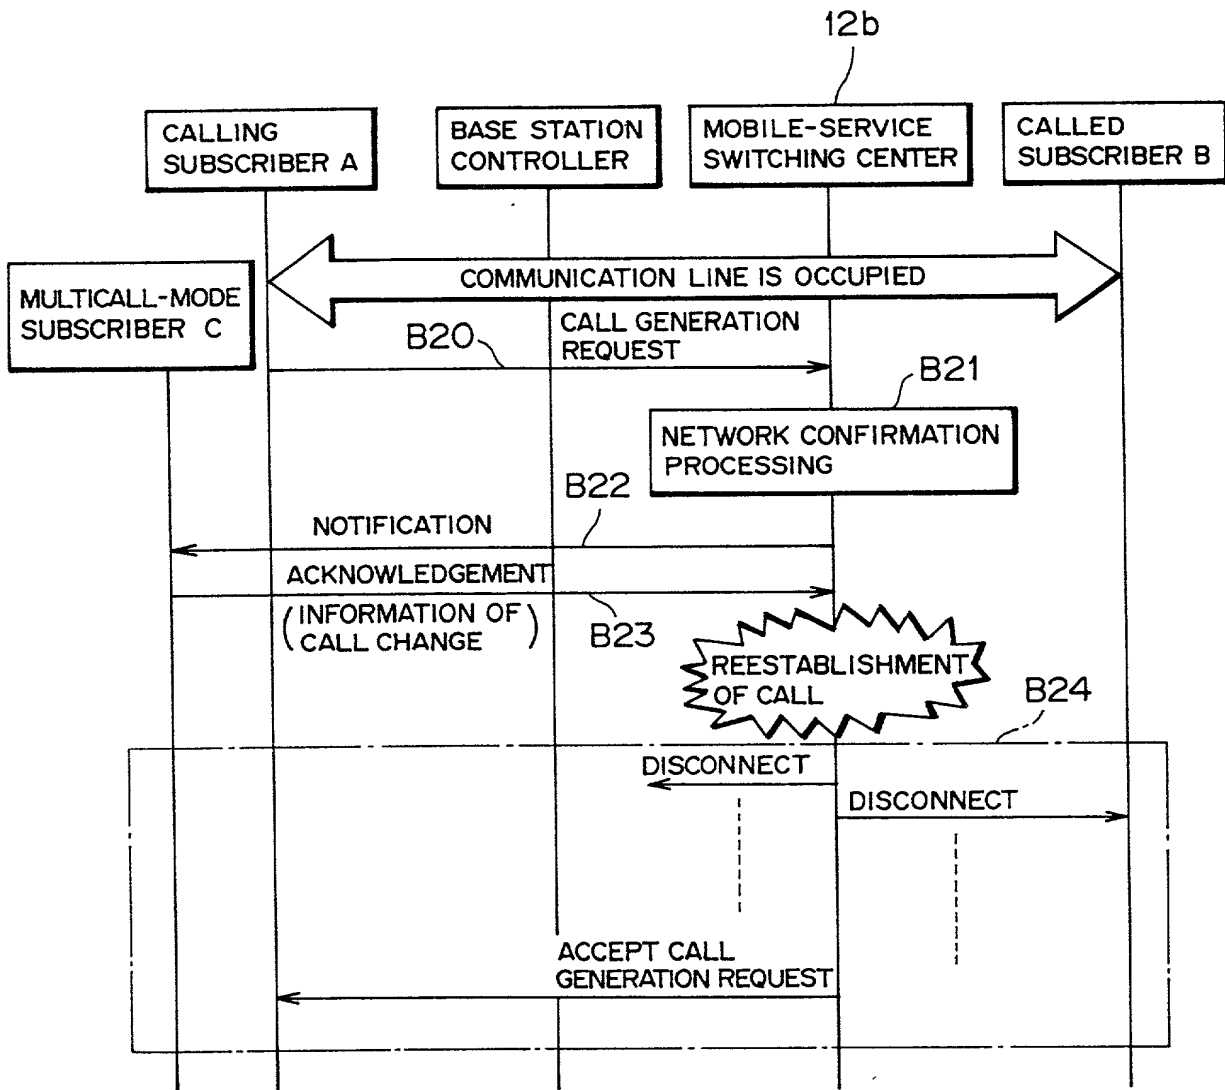 12b
CALLING
SUBSCRIBER A
BASE STATION
CONTROLLER
MOBILE-SERVICE
SWITCHING CENTER
CALLED
SUBSCRIBER B
MULTICALL-MODE
SUBSCRIBER C
COMMUNICATION LINE IS OCCUPIED
B20
CALL GENERATION
REQUEST
B21
NETWORK CONFIRMATION
PROCESSING
B22
NOTIFICATION
ACKNOWLEDGEMENT
(INFORMATION OF
CALL CHANGE)
B23
REESTABLISHMENT
OF CALL
B24
DISCONNECT
DISCONNECT
ACCEPT CALL
GENERATION REQUEST